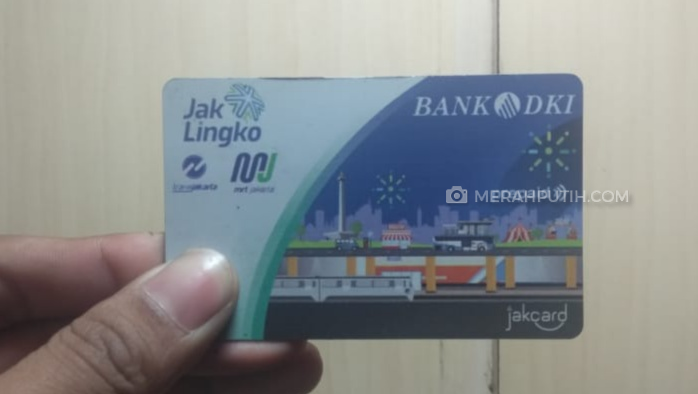 Jak
Lingko
BANK DKI
transjakarta
mrt jakarta
MERAHPUTIH.COM
jakcard